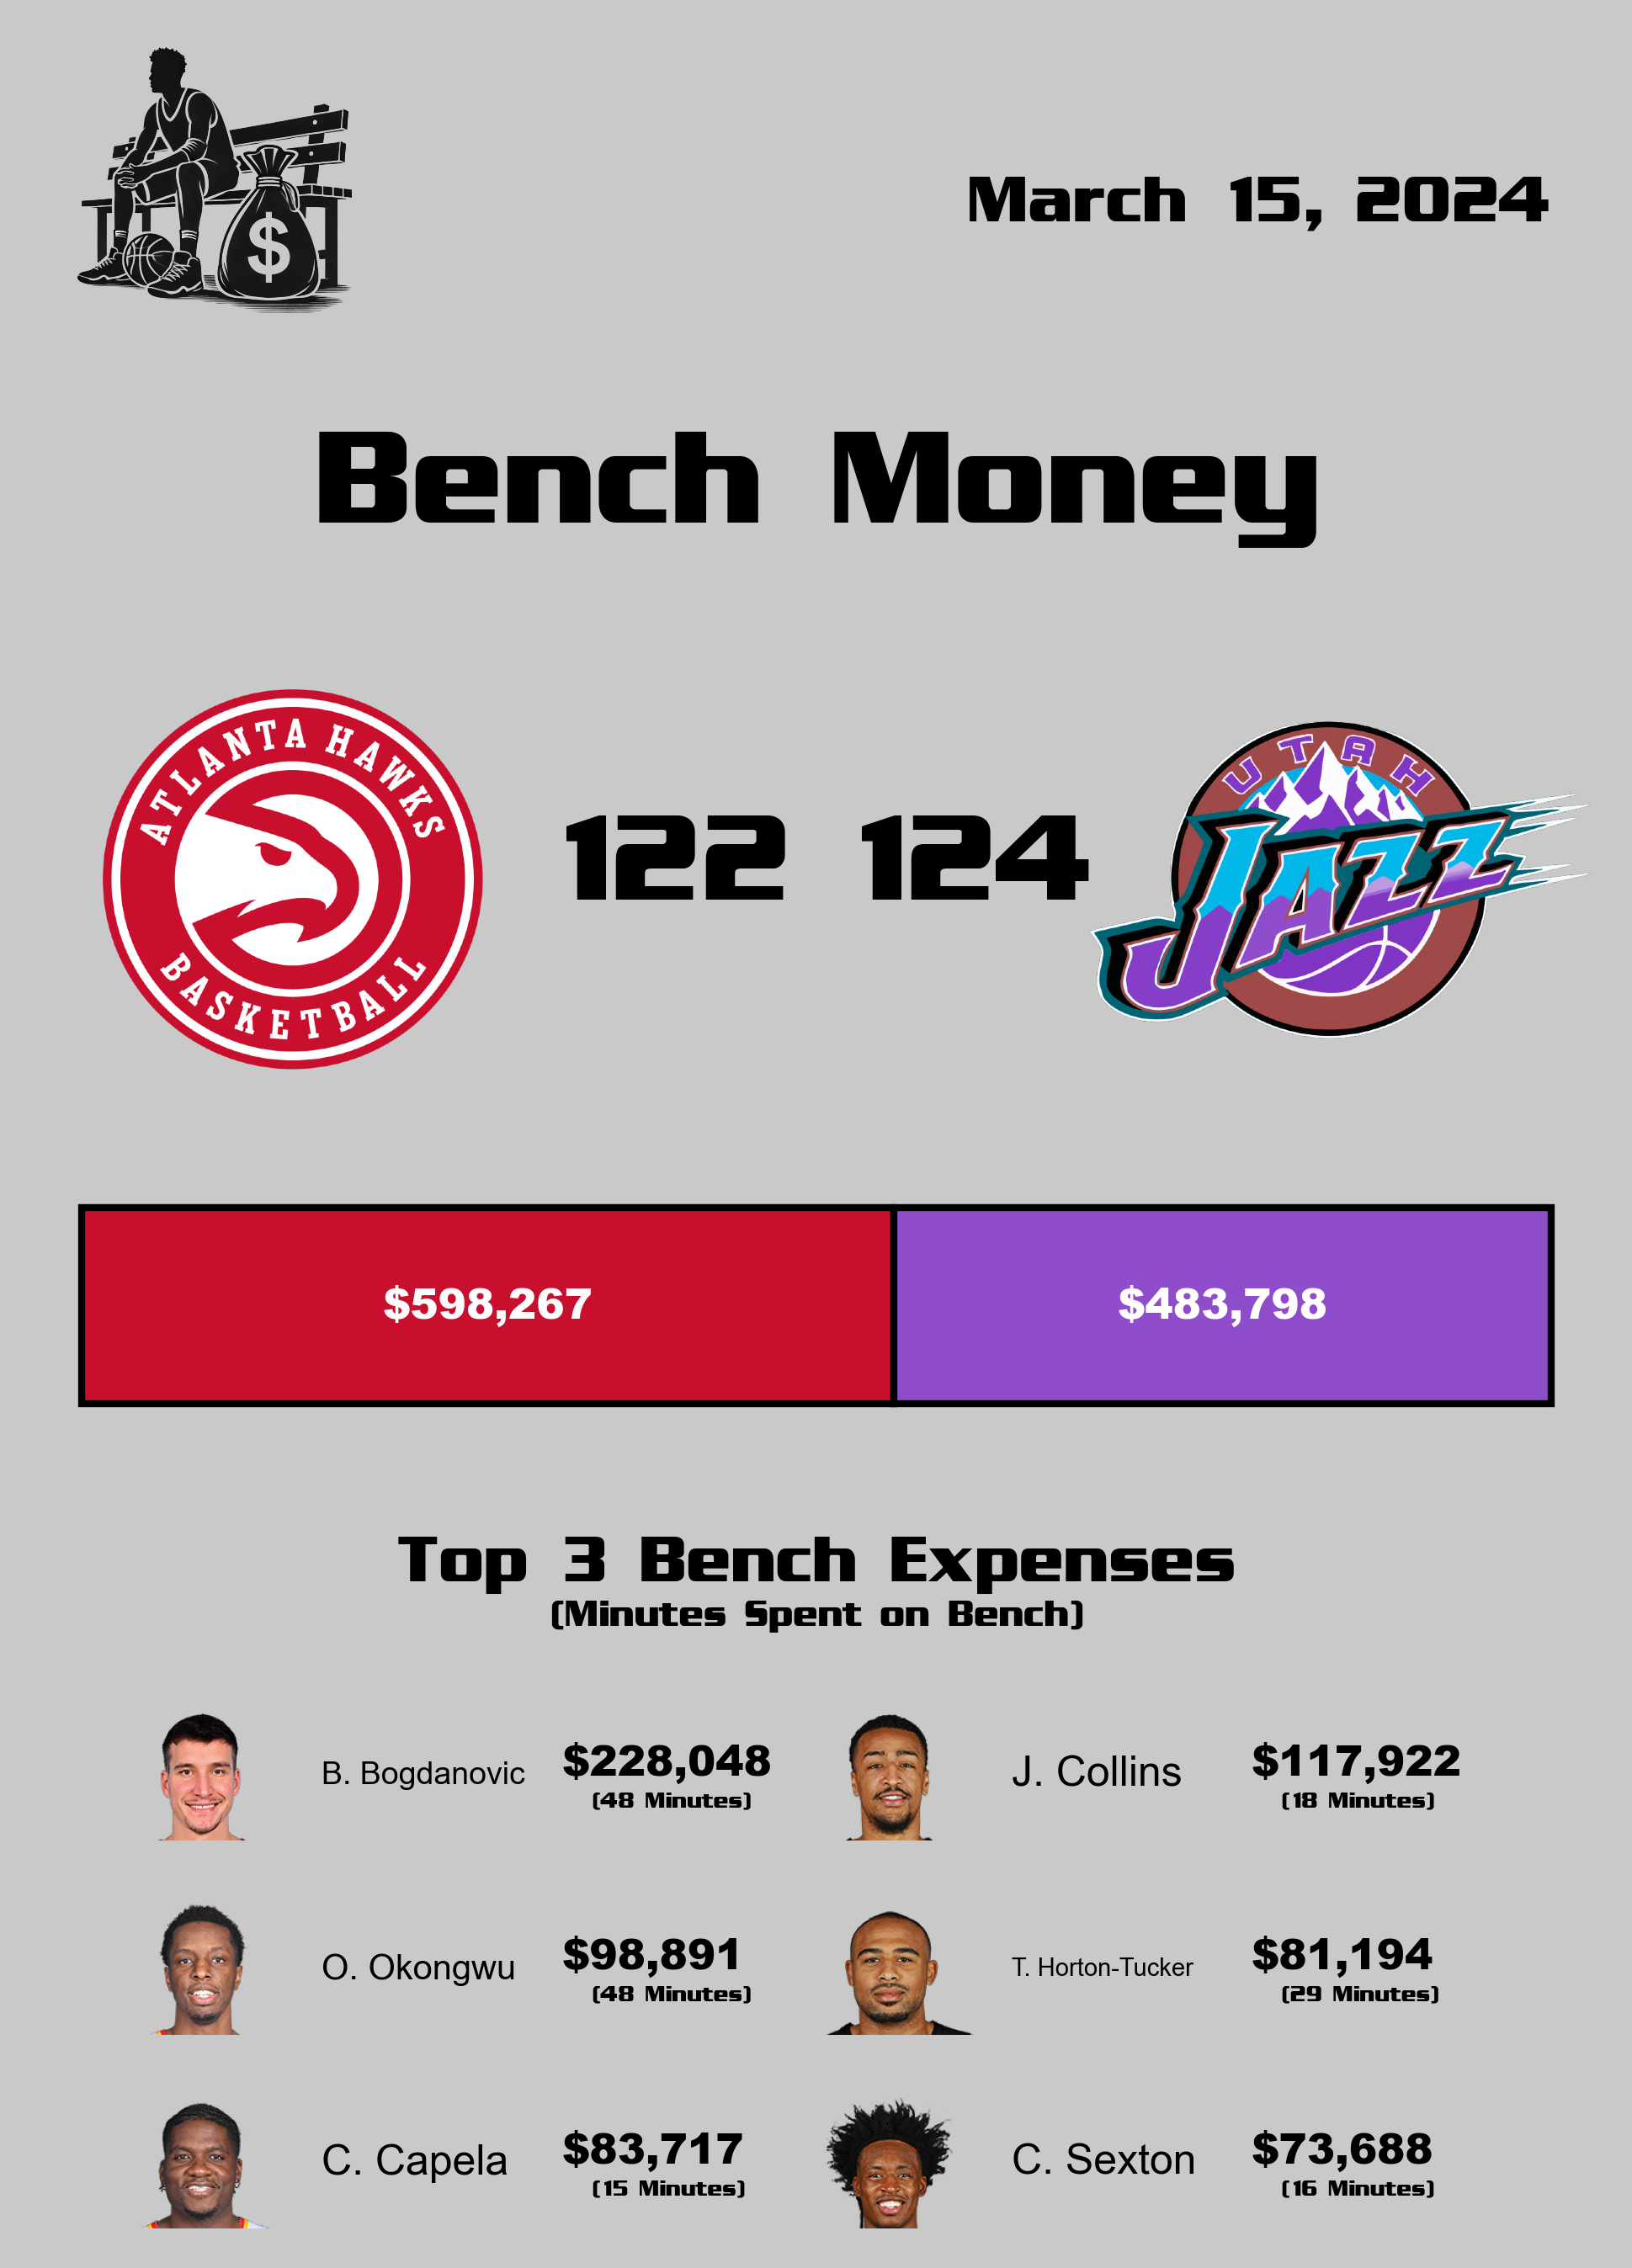 $
March 15, 2024
Bench Money
ATLANTA HAWKS
BASKETBALL
122 124
UTAH
JAZZ
$598,267 $483,798
Top 3 Bench Expenses
(Minutes Spent on Bench)
B. Bogdanovic $228,048
(48 Minutes)
J. Collins $117,922
(18 Minutes)
O. Okongwu $98,891
(48 Minutes)
T. Horton-Tucker $81,194
(29 Minutes)
C. Capela $83,717
(15 Minutes)
C. Sexton $73,688
(16 Minutes)